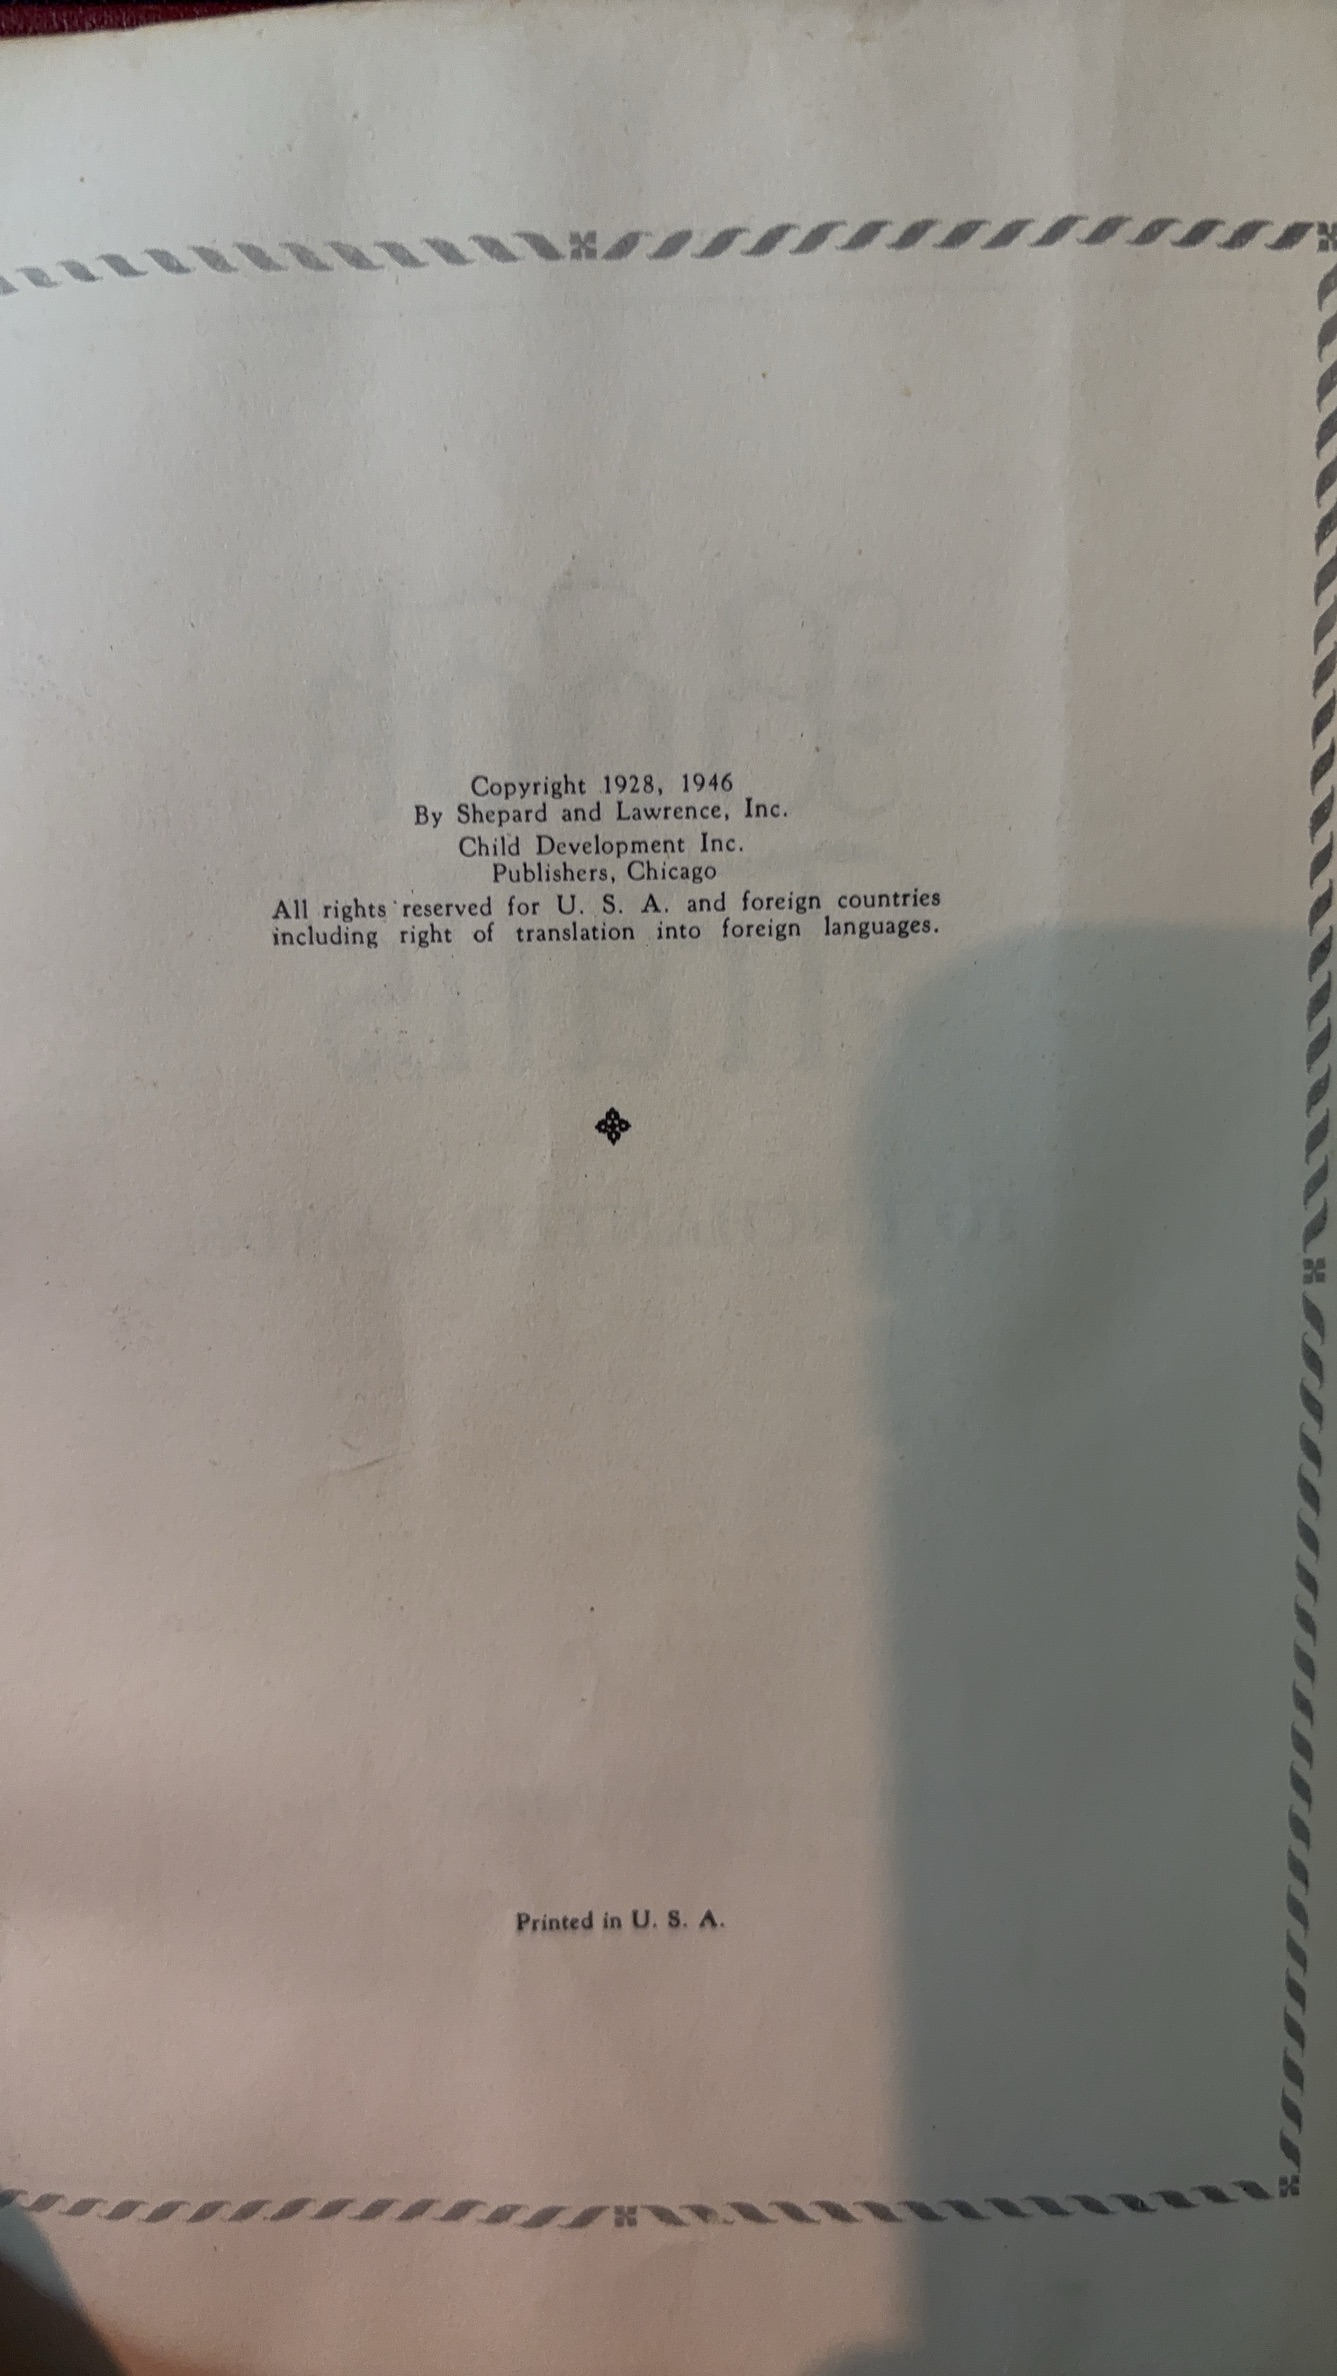 Copyright 1928, 1946
By Shepard and Lawrence, Inc.
Child Development Inc.
Publishers, Chicago
All rights reserved for U. S. A. and foreign countries
including right of translation into foreign languages.
Printed in U. S. A.